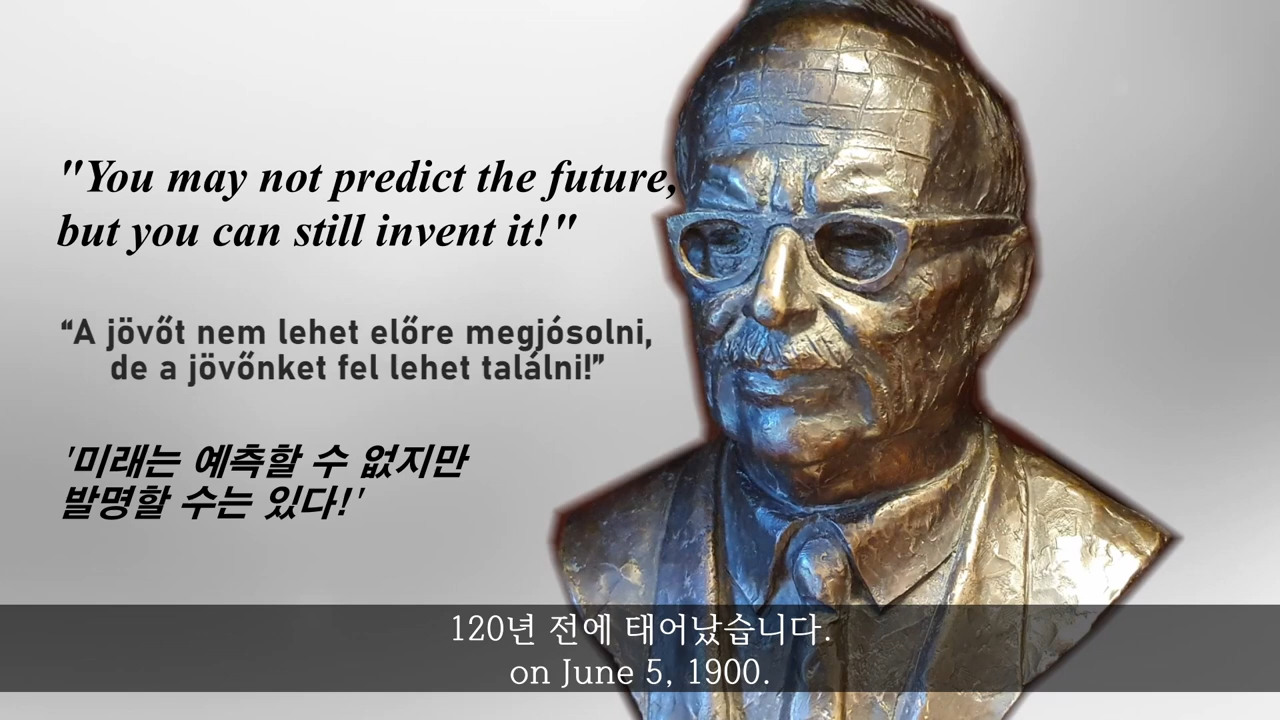 "You may not predict the future,
but you can still invent it!"
“A jövőt nem lehet előre megjósolni,
de a jövőnket fel lehet találni!”
'미래는 예측할 수 없지만
발명할 수는 있다!'
120년 전에 태어났습니다.
on June 5, 1900.